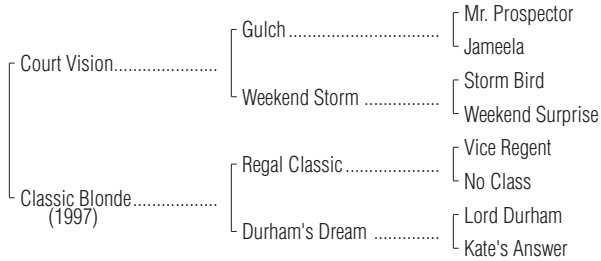 Mr. Prospector
Gulch
Jameela
Court Vision
Storm Bird
Weekend Storm
Weekend Surprise
Vice Regent
Regal Classic
No Class
Classic Blonde
(1997)
Lord Durham
Durham's Dream
Kate's Answer